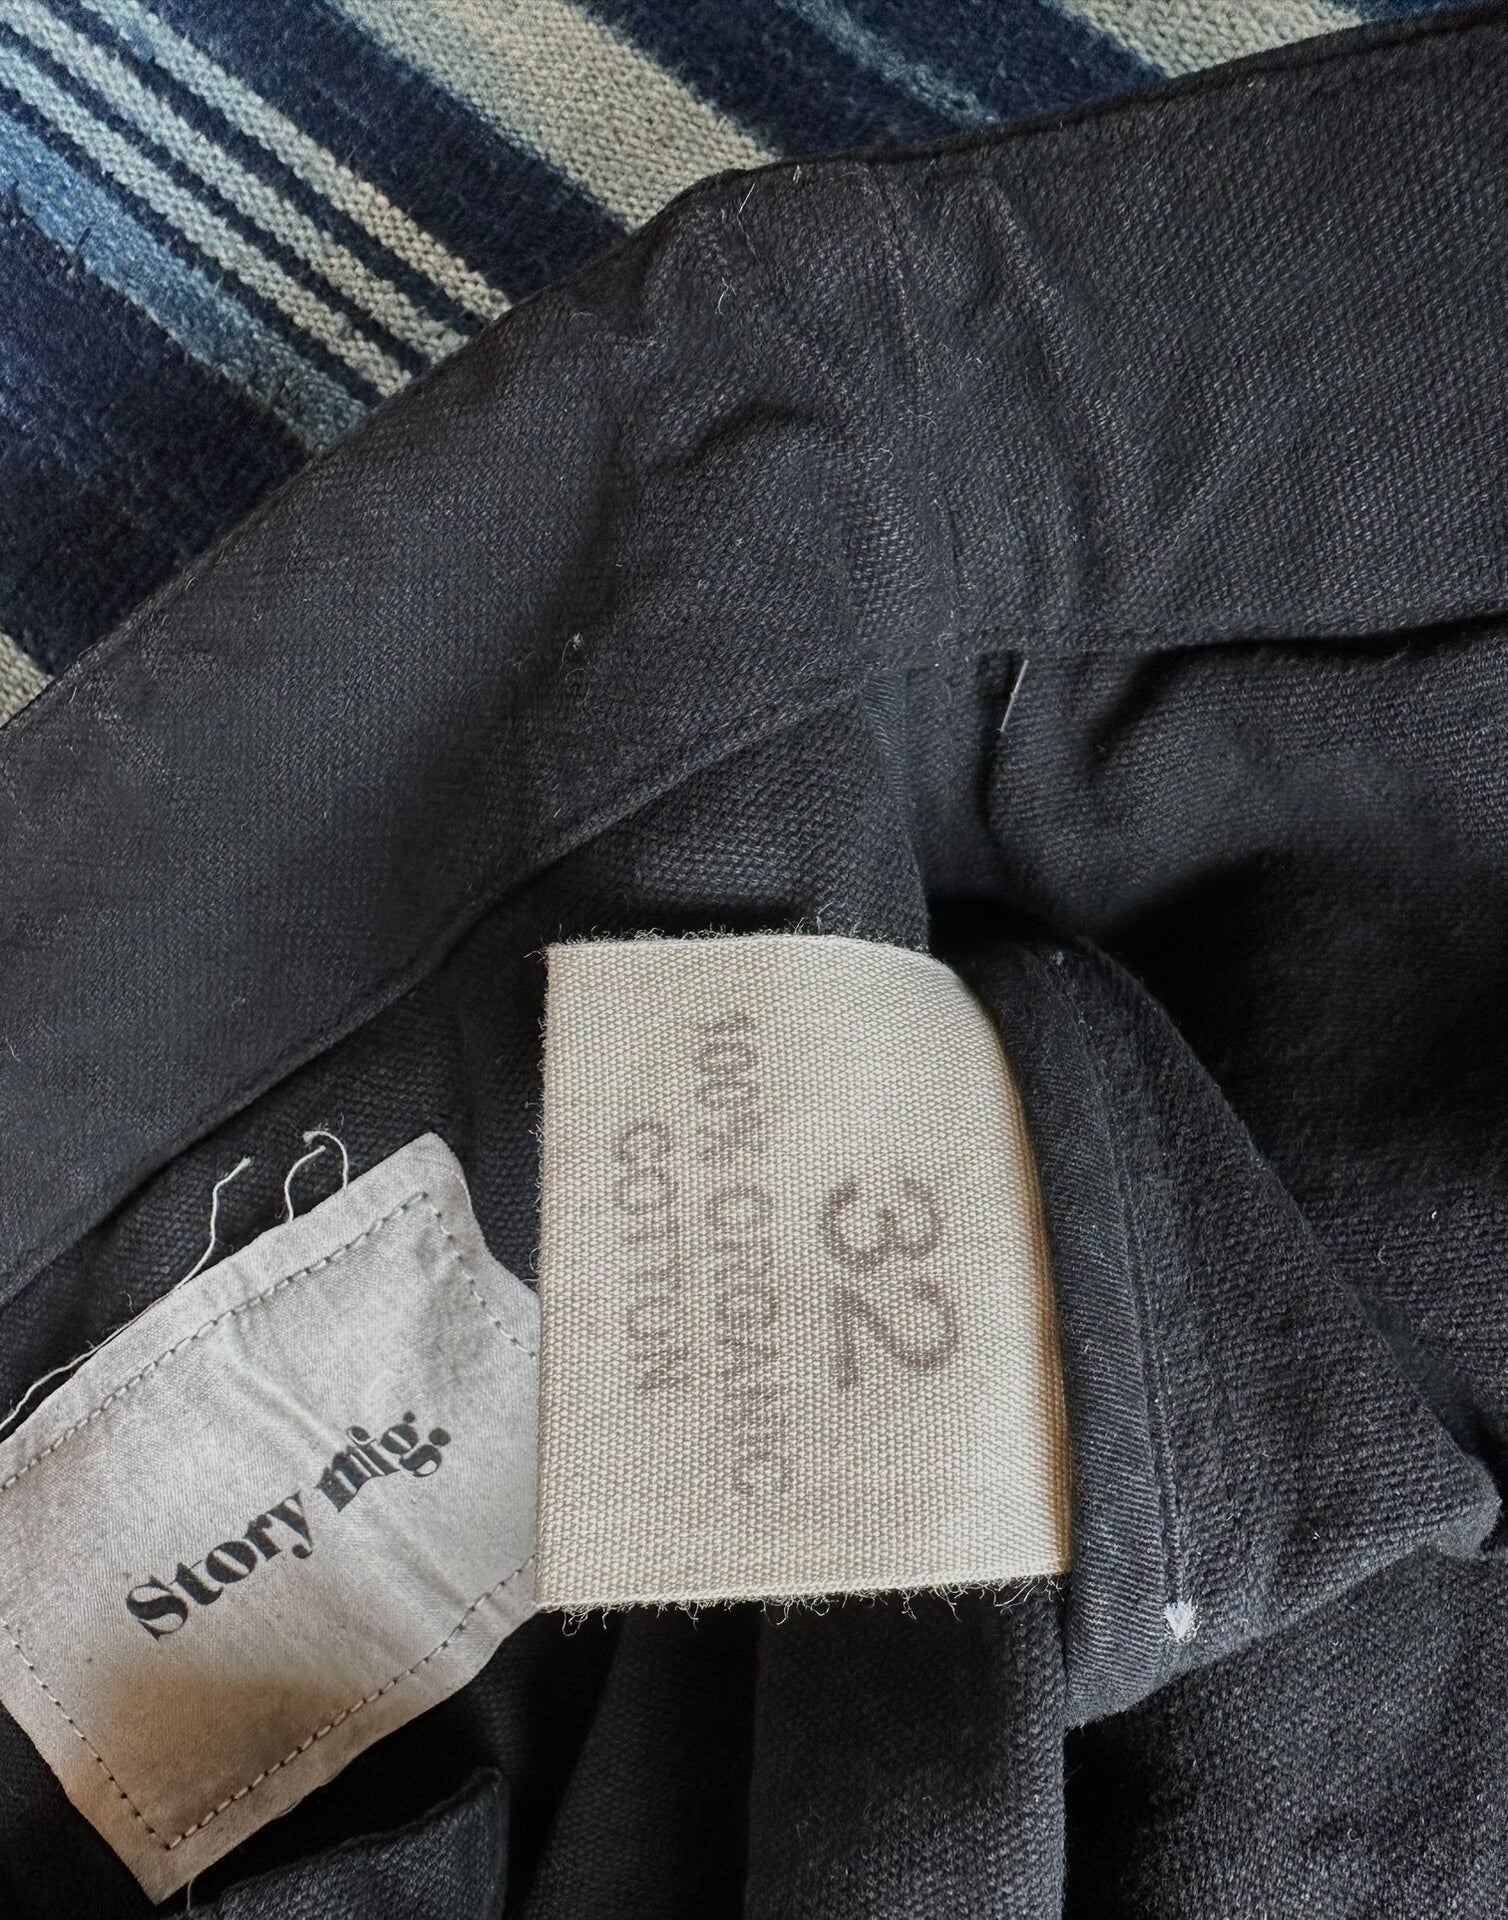 Story mfg.
32
100% ORGANIC
COTTON